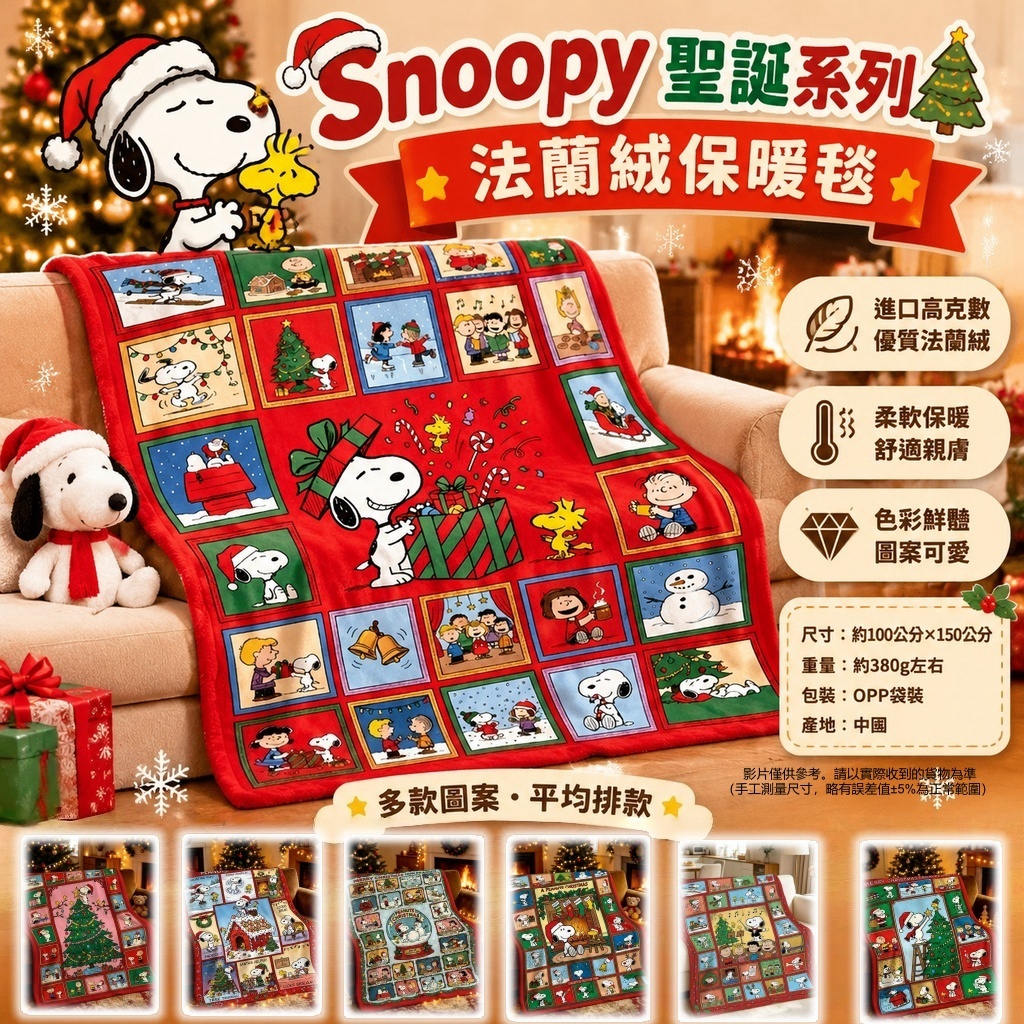 Snoopy 聖誕系列
法蘭絨保暖毯
進口高克數
優質法蘭絨
柔軟保暖
舒適親膚
色彩鮮豔
圖案可愛
尺寸：約100公分×150公分
重量：約380g左右
包裝：OPP袋裝
產地：中國
影片僅供參考。請以實際收到的貨物為準
(手工測量尺寸，略有誤差值±5%為正常範圍)
多款圖案・平均排款